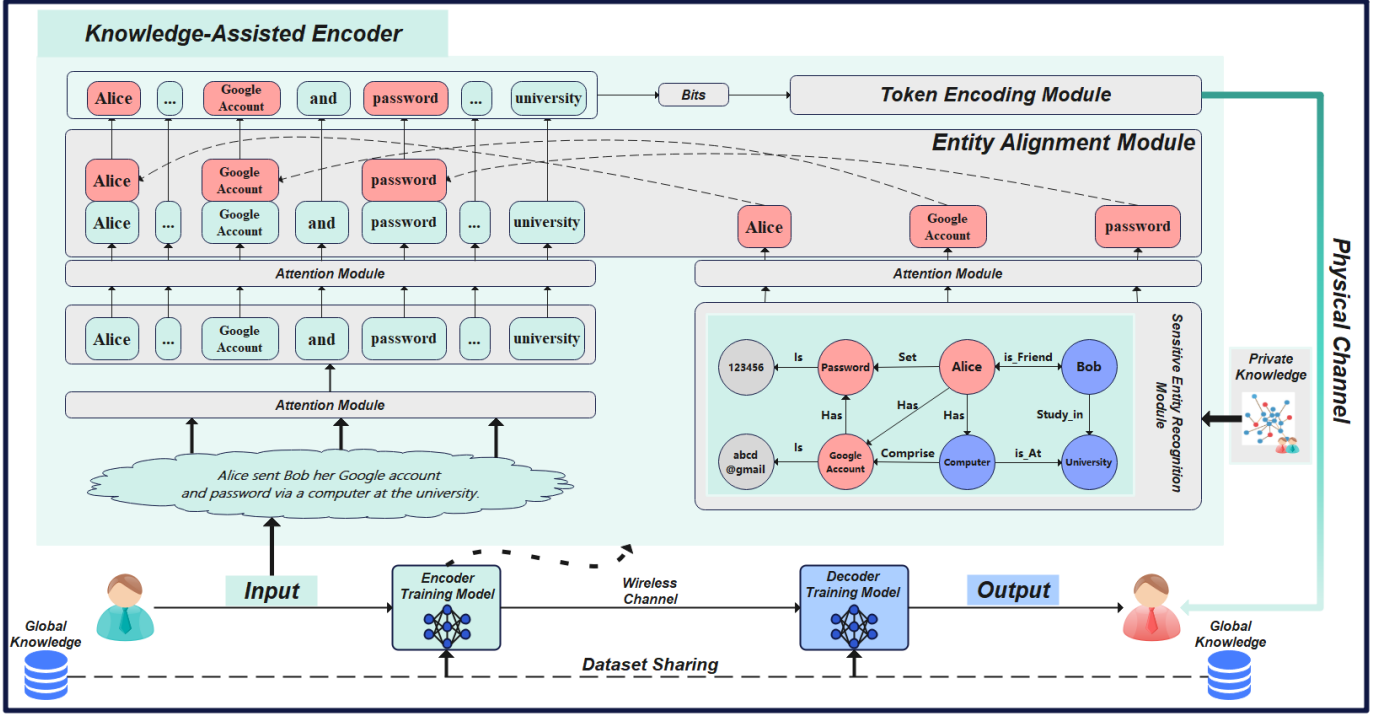 Knowledge-Assisted Encoder
Alice
...
Google
Account
and
password
...
university
Bits
Token Encoding Module
Entity Alignment Module
Alice
Google
Account
password
Alice
...
Google
Account
and
password
...
university
Alice
Google
Account
password
Attention Module
Attention Module
Alice
...
Google
Account
and
password
...
university
Attention Module
Alice sent Bob her Google account
and password via a computer at the university.
123456
Is
Password
Set
Alice
is_Friend
Bob
Has
Has
Has
Study_in
abcd
@gmail
Is
Google
Account
Comprise
Computer
is_At
University
Sensitive Entity Recognition
Module
Private
Knowledge
Physical Channel
Input
Encoder
Training Model
Wireless
Channel
Decoder
Training Model
Output
Global
Knowledge
Dataset Sharing
Global
Knowledge